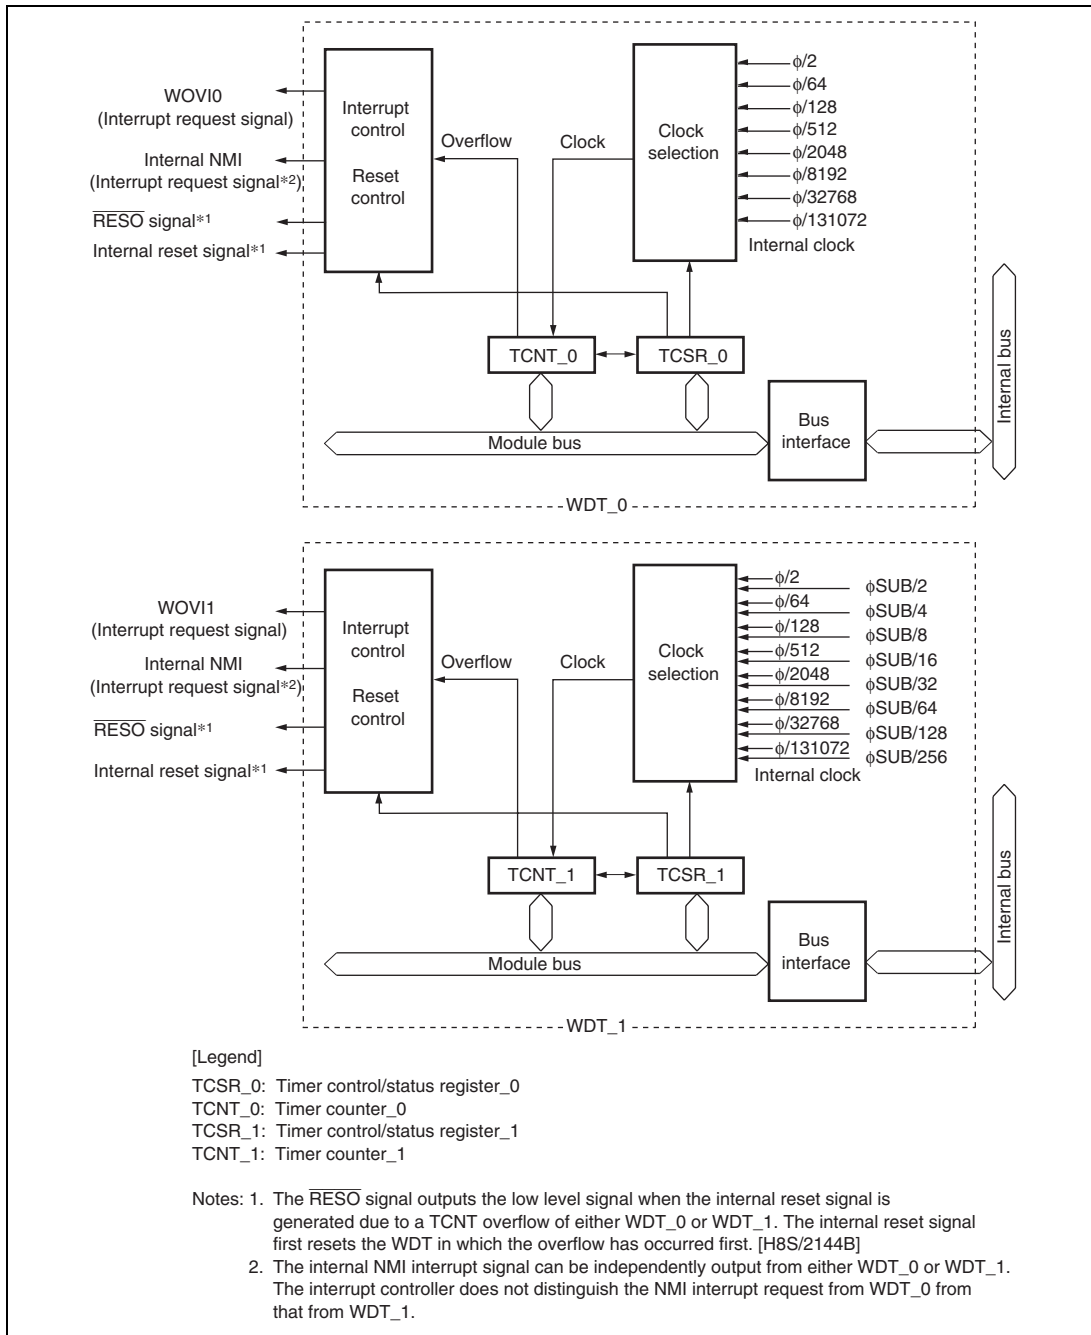 WOVI0
(Interrupt request signal)
Internal NMI
(Interrupt request signal*2)
RESO signal*1
Internal reset signal*1
Interrupt
control
Reset
control
Overflow
Clock
Clock
selection
ϕ/2
ϕ/64
ϕ/128
ϕ/512
ϕ/2048
ϕ/8192
ϕ/32768
ϕ/131072
Internal clock
TCNT_0
TCSR_0
Module bus
Bus
interface
Internal bus
WDT_0
WOVI1
(Interrupt request signal)
Internal NMI
(Interrupt request signal*2)
RESO signal*1
Internal reset signal*1
Interrupt
control
Reset
control
Overflow
Clock
Clock
selection
ϕ/2
ϕSUB/2
ϕ/64
ϕSUB/4
ϕ/128
ϕSUB/8
ϕ/512
ϕSUB/16
ϕ/2048
ϕSUB/32
ϕ/8192
ϕSUB/64
ϕ/32768
ϕSUB/128
ϕ/131072
ϕSUB/256
Internal clock
TCNT_1
TCSR_1
Module bus
Bus
interface
Internal bus
WDT_1
[Legend]
TCSR_0: Timer control/status register_0
TCNT_0: Timer counter_0
TCSR_1: Timer control/status register_1
TCNT_1: Timer counter_1
Notes: 1. The RESO signal outputs the low level signal when the internal reset signal is
generated due to a TCNT overflow of either WDT_0 or WDT_1. The internal reset signal
first resets the WDT in which the overflow has occurred first. [H8S/2144B]
2. The internal NMI interrupt signal can be independently output from either WDT_0 or WDT_1.
The interrupt controller does not distinguish the NMI interrupt request from WDT_0 from
that from WDT_1.